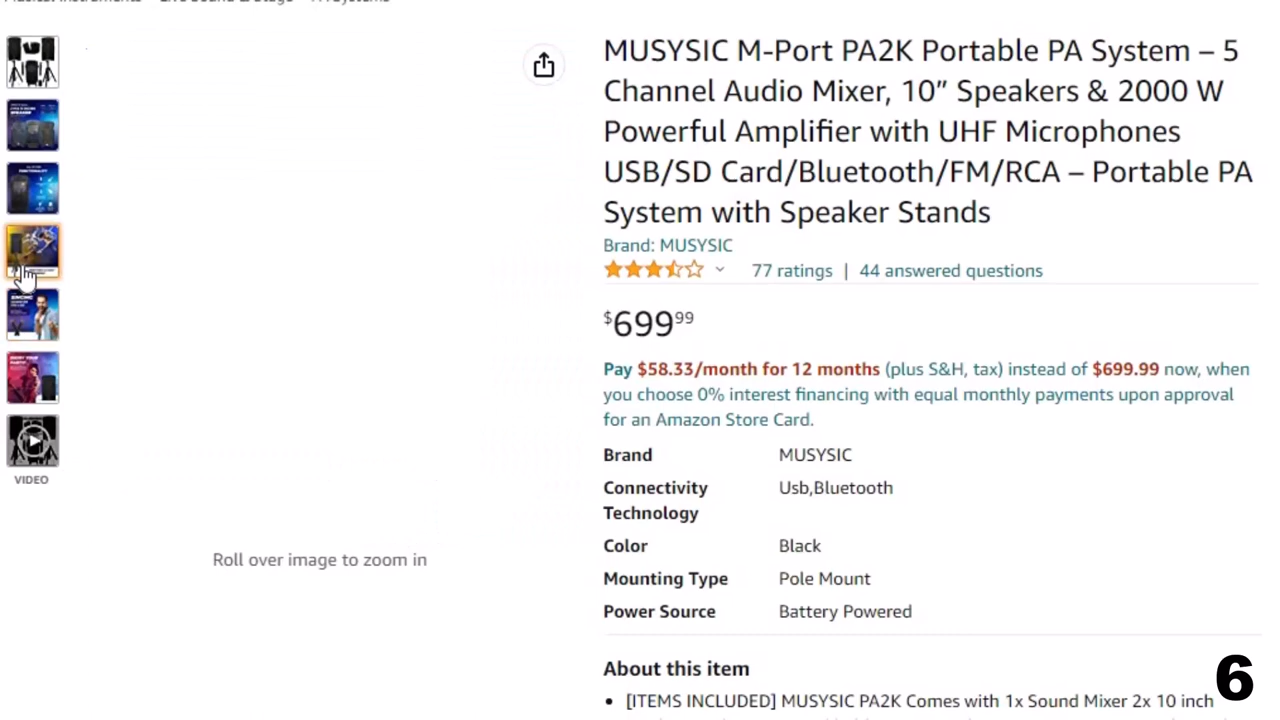 MUSYSIC M-Port PA2K Portable PA System – 5
Channel Audio Mixer, 10” Speakers & 2000 W
Powerful Amplifier with UHF Microphones
USB/SD Card/Bluetooth/FM/RCA – Portable PA
System with Speaker Stands
Brand: MUSYSIC
77 ratings | 44 answered questions
$699 99
Pay $58.33/month for 12 months (plus S&H, tax) instead of $699.99 now, when
you choose 0% interest financing with equal monthly payments upon approval
for an Amazon Store Card.
Brand MUSYSIC
Connectivity Usb,Bluetooth
Technology
Color Black
Mounting Type Pole Mount
Power Source Battery Powered
About this item
• [ITEMS INCLUDED] MUSYSIC PA2K Comes with 1x Sound Mixer 2x 10 inch
VIDEO
Roll over image to zoom in
6